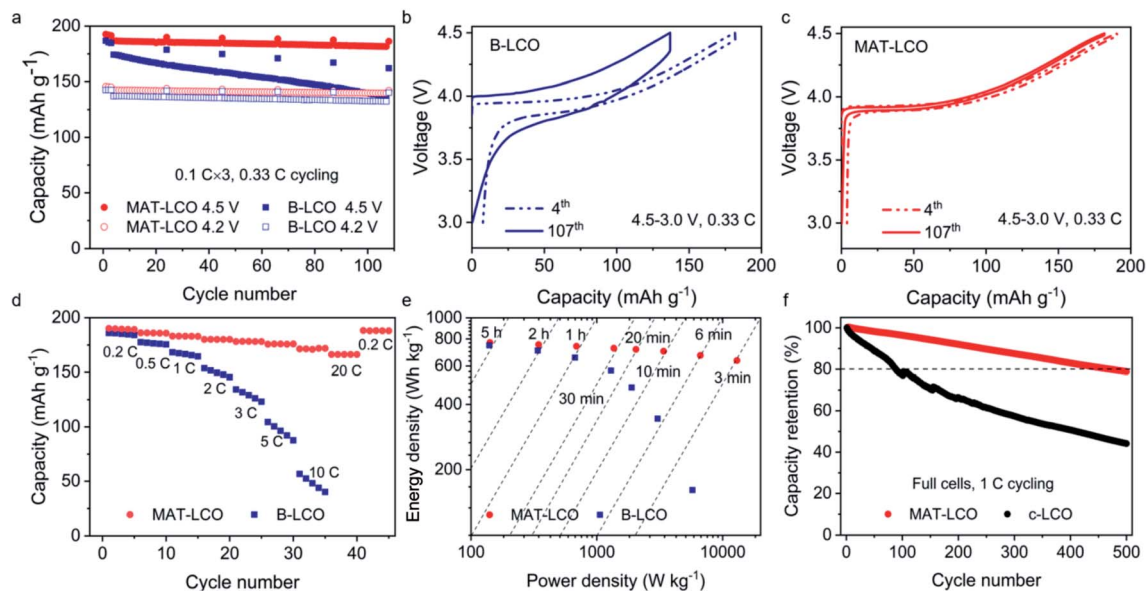 a
200
150
100
50
0
Capacity (mAh g⁻¹)
0.1 C×3, 0.33 C cycling
MAT-LCO 4.5 V
B-LCO 4.5 V
MAT-LCO 4.2 V
B-LCO 4.2 V
0 20 40 60 80 100
Cycle number
b
4.5
4.0
3.5
3.0
Voltage (V)
B-LCO
4th
107th
4.5-3.0 V, 0.33 C
0 50 100 150 200
Capacity (mAh g⁻¹)
c
4.5
4.0
3.5
3.0
Voltage (V)
MAT-LCO
4th
107th
4.5-3.0 V, 0.33 C
0 50 100 150 200
Capacity (mAh g⁻¹)
d
200
150
100
50
0
Capacity (mAh g⁻¹)
0.2 C
0.5 C
1 C
2 C
3 C
5 C
10 C
20 C
0.2 C
MAT-LCO
B-LCO
0 10 20 30 40
Cycle number
e
1000
800
600
400
200
Energy density (Wh kg⁻¹)
5 h
2 h
1 h
30 min
20 min
10 min
6 min
3 min
MAT-LCO
B-LCO
100 1000 10000
Power density (W kg⁻¹)
f
100
80
60
40
20
0
Capacity retention (%)
Full cells, 1 C cycling
MAT-LCO
c-LCO
0 100 200 300 400 500
Cycle number